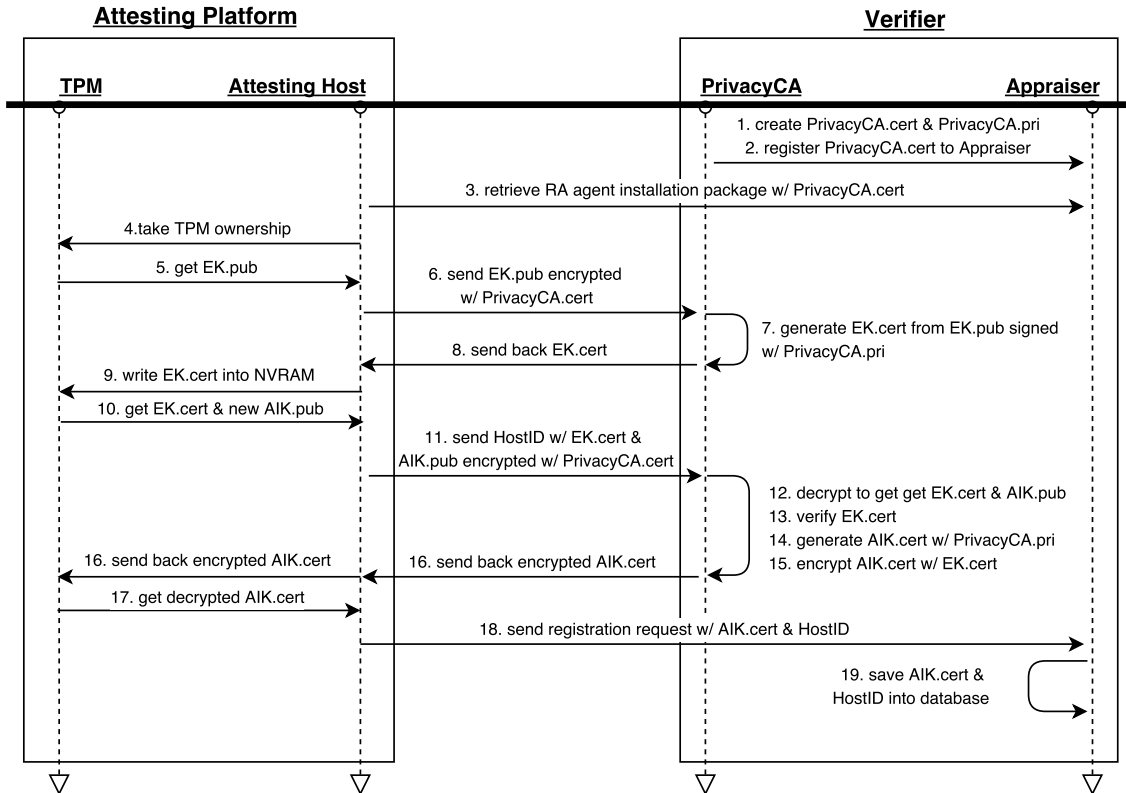 Attesting Platform
Verifier
TPM
Attesting Host
PrivacyCA
Appraiser
1. create PrivacyCA.cert & PrivacyCA.pri
2. register PrivacyCA.cert to Appraiser
3. retrieve RA agent installation package w/ PrivacyCA.cert
4.take TPM ownership
5. get EK.pub
6. send EK.pub encrypted
w/ PrivacyCA.cert
7. generate EK.cert from EK.pub signed
w/ PrivacyCA.pri
8. send back EK.cert
9. write EK.cert into NVRAM
10. get EK.cert & new AIK.pub
11. send HostID w/ EK.cert &
AIK.pub encrypted w/ PrivacyCA.cert
12. decrypt to get get EK.cert & AIK.pub
13. verify EK.cert
14. generate AIK.cert w/ PrivacyCA.pri
15. encrypt AIK.cert w/ EK.cert
16. send back encrypted AIK.cert
16. send back encrypted AIK.cert
17. get decrypted AIK.cert
18. send registration request w/ AIK.cert & HostID
19. save AIK.cert &
HostID into database